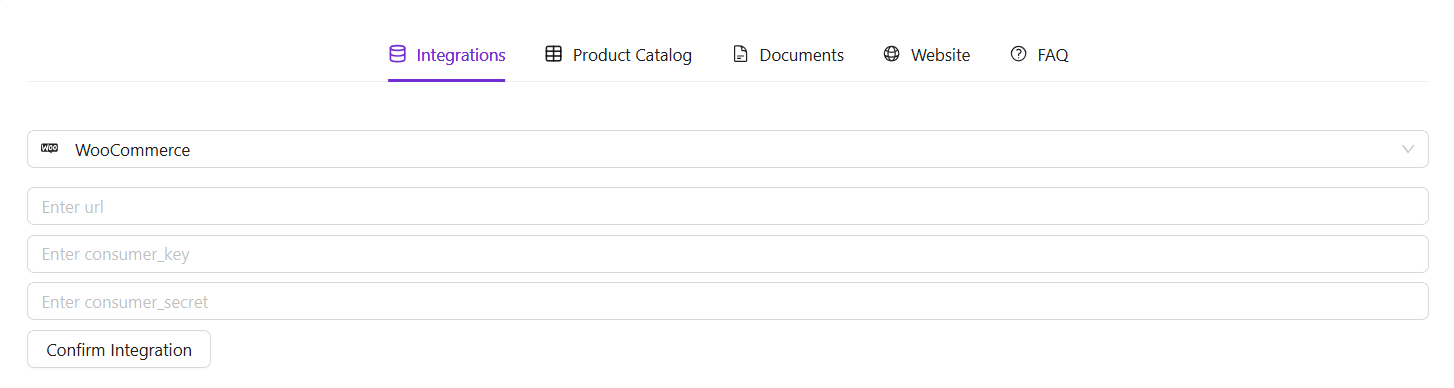 Integrations Product Catalog Documents Website FAQ
WOO WooCommerce
Enter url
Enter consumer_key
Enter consumer_secret
Confirm Integration